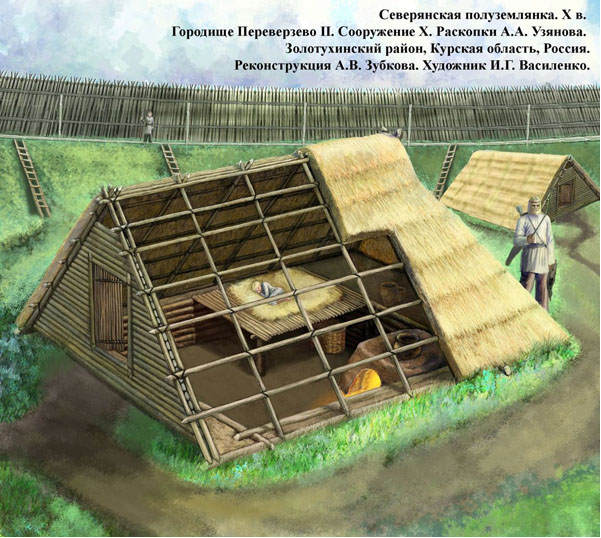 Северянская полуземлянка. X в.
Городище Переверзево II. Сооружение X. Раскопки А.А. Узянова.
Золотухинский район, Курская область, Россия.
Реконструкция А.В. Зубкова. Художник И.Г. Василенко.